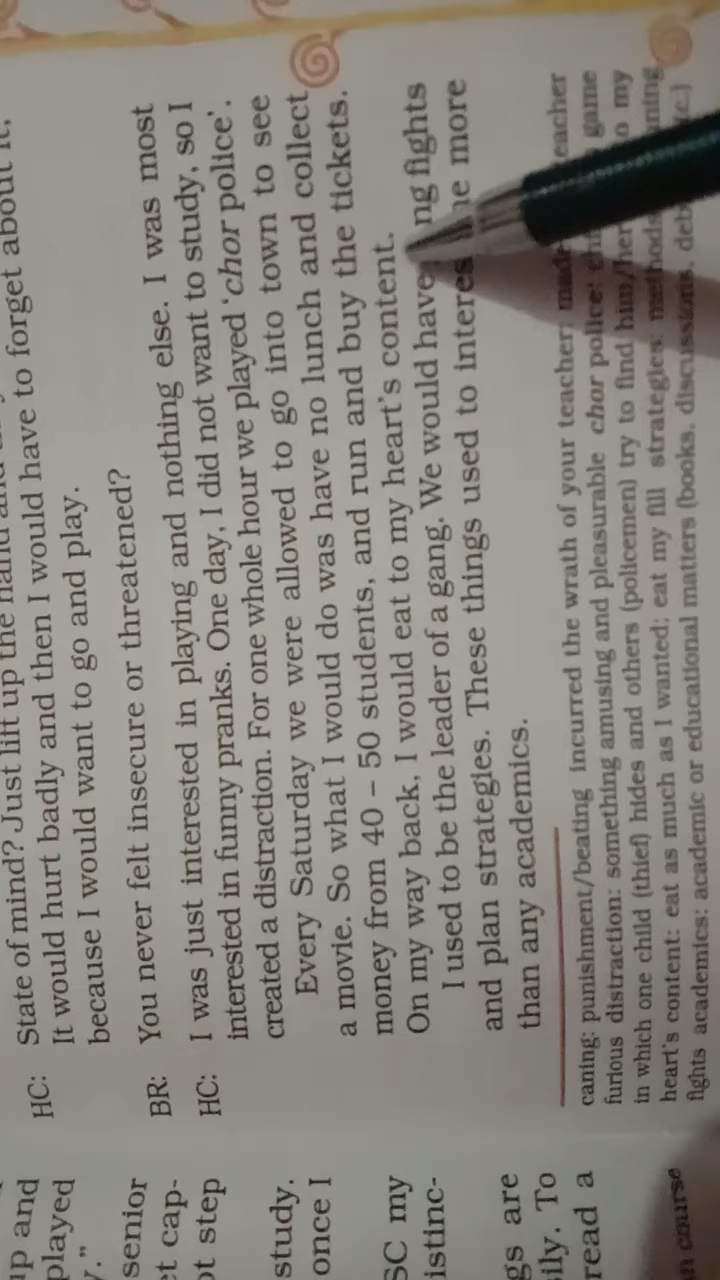 HC: State of mind? Just lift up the hand and
It would hurt badly and then I would have to forget about it,
because I would want to go and play.
BR: You never felt insecure or threatened?
HC: I was just interested in playing and nothing else. I was most
interested in funny pranks. One day, I did not want to study, so I
created a distraction. For one whole hour we played 'chor police'.
Every Saturday we were allowed to go into town to see
a movie. So what I would do was have no lunch and collect
money from 40 – 50 students, and run and buy the tickets.
On my way back, I would eat to my heart's content.
I used to be the leader of a gang. We would have fights
and plan strategies. These things used to more
than any academics.
caning: punishment/beating incurred the wrath of your teacher: made teacher
furious distraction: something amusing and pleasurable chor police: game
in which one child (thief) hides and others (policemen) try to find him/her my
heart's content: eat as much as I wanted; eat my fill strategies: methods
fights academics: academic or educational matters (books, discussions,
up and
played
."
senior
step
study.
once I
SC my
gs are
To
read a
course